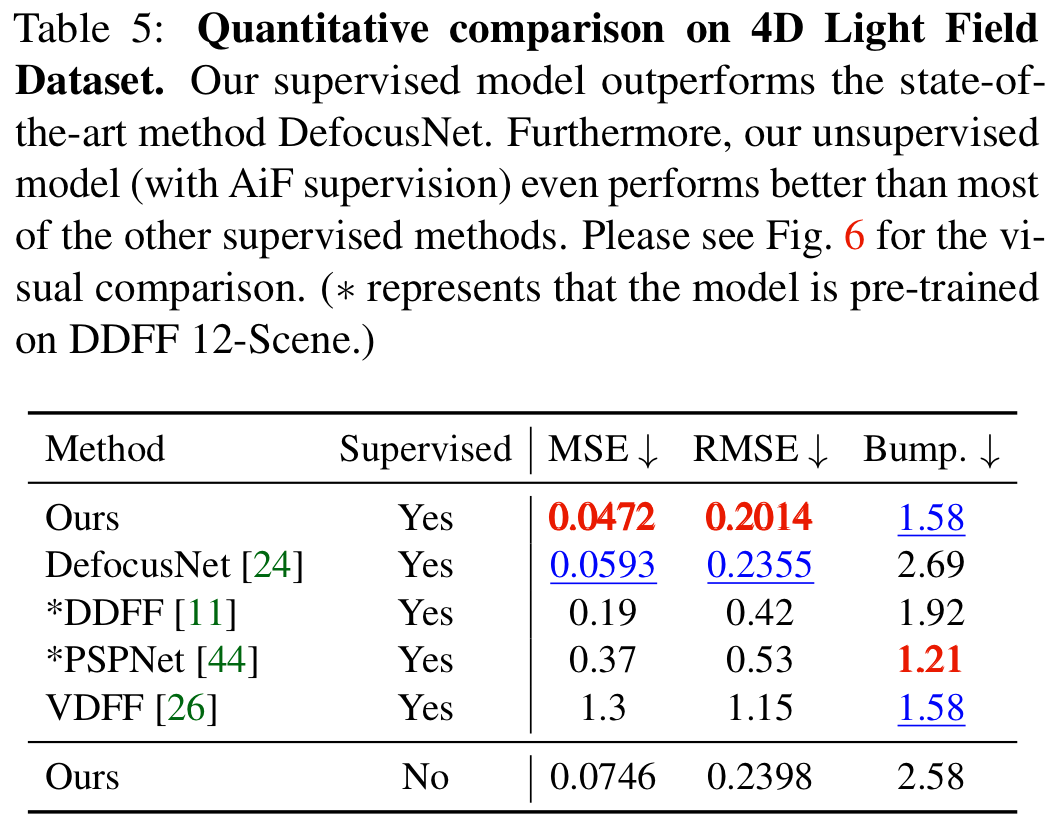 Table 5: Quantitative comparison on 4D Light Field
Dataset. Our supervised model outperforms the state-of-
the-art method DefocusNet. Furthermore, our unsupervised
model (with AiF supervision) even performs better than most
of the other supervised methods. Please see Fig. 6 for the vi-
sual comparison. (* represents that the model is pre-trained
on DDFF 12-Scene.)
Method Supervised MSE ↓ RMSE ↓ Bump. ↓
Ours Yes 0.0472 0.2014 1.58
DefocusNet [24] Yes 0.0593 0.2355 2.69
*DDFF [11] Yes 0.19 0.42 1.92
*PSPNet [44] Yes 0.37 0.53 1.21
VDFF [26] Yes 1.3 1.15 1.58
Ours No 0.0746 0.2398 2.58